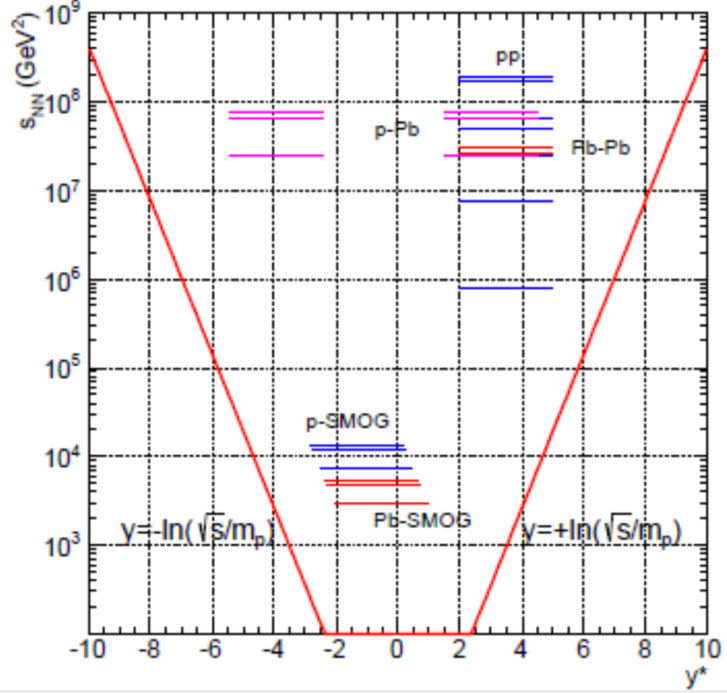 s_NN (GeV²)
10⁹
10⁸
10⁷
10⁶
10⁵
10⁴
10³
pp
p-Pb
Rb-Pb
p-SMOG
Pb-SMOG
y=-ln(√s/m_p)
y=+ln(√s/m_p)
-10 -8 -6 -4 -2 0 2 4 6 8 10
y*